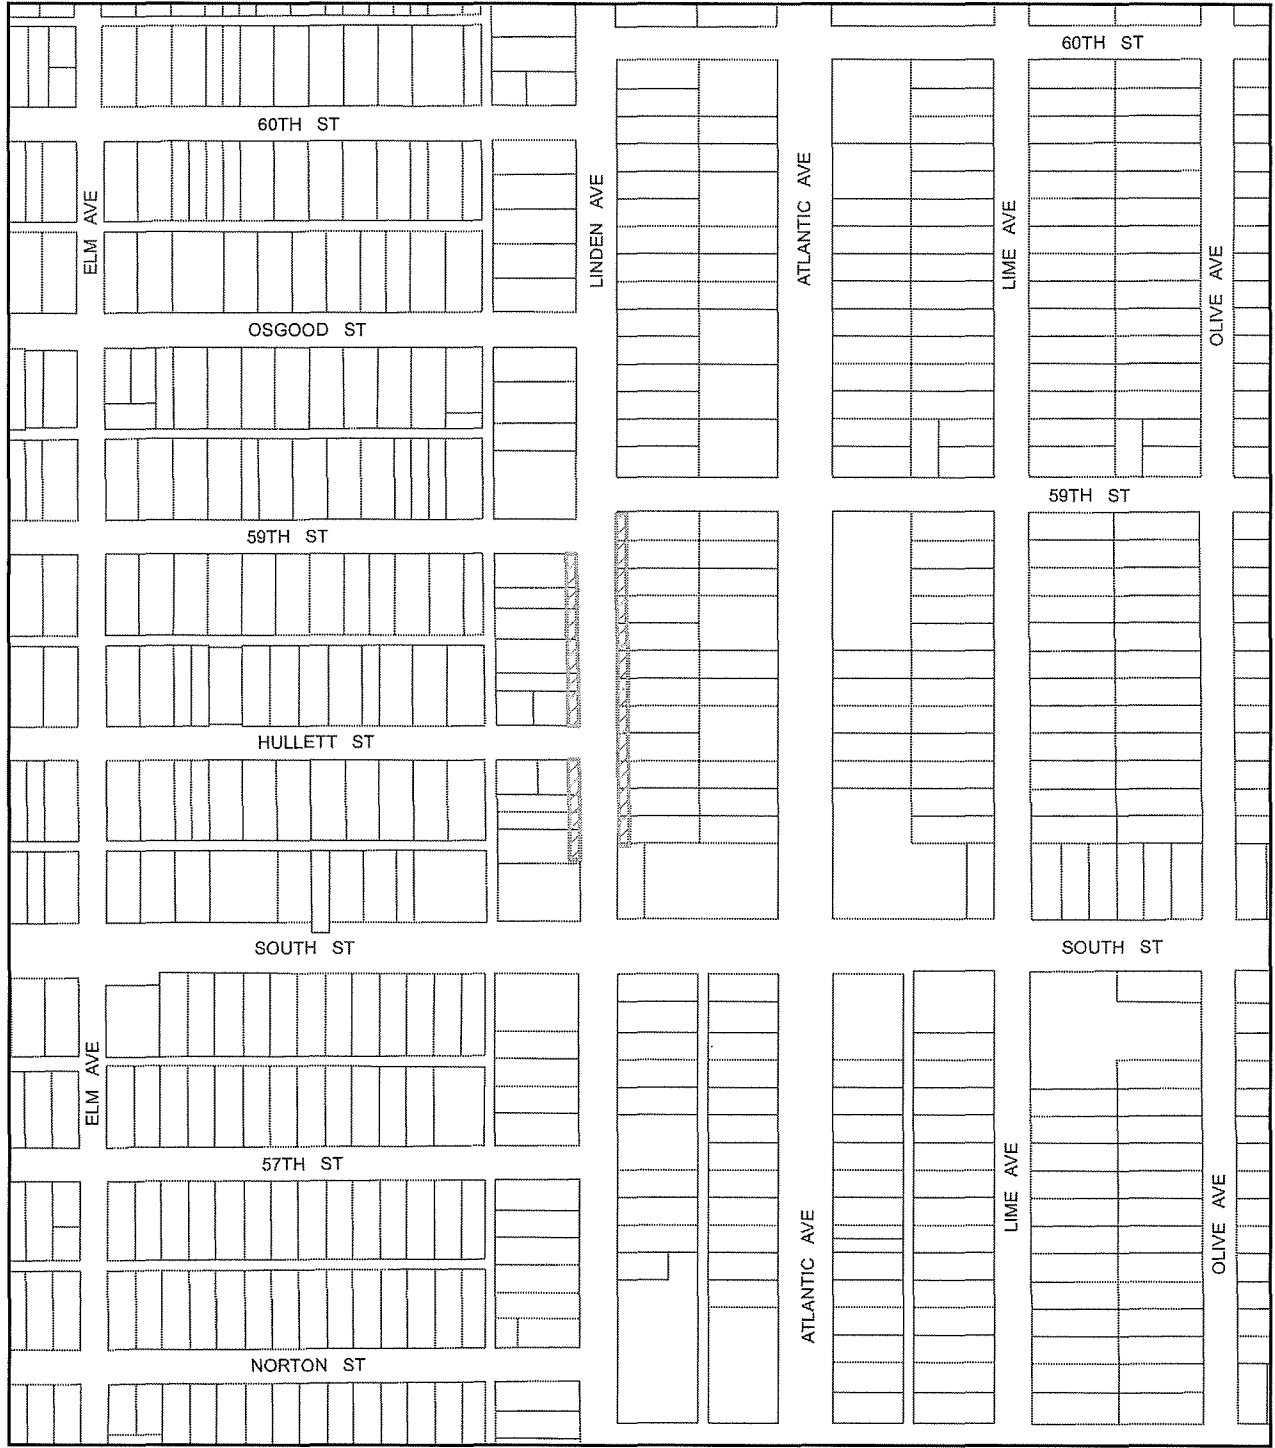 60TH ST
60TH ST
ELM AVE
LINDEN AVE
ATLANTIC AVE
LIME AVE
OLIVE AVE
OSGOOD ST
59TH ST
59TH ST
HULLETT ST
SOUTH ST
SOUTH ST
ELM AVE
57TH ST
LIME AVE
OLIVE AVE
ATLANTIC AVE
NORTON ST